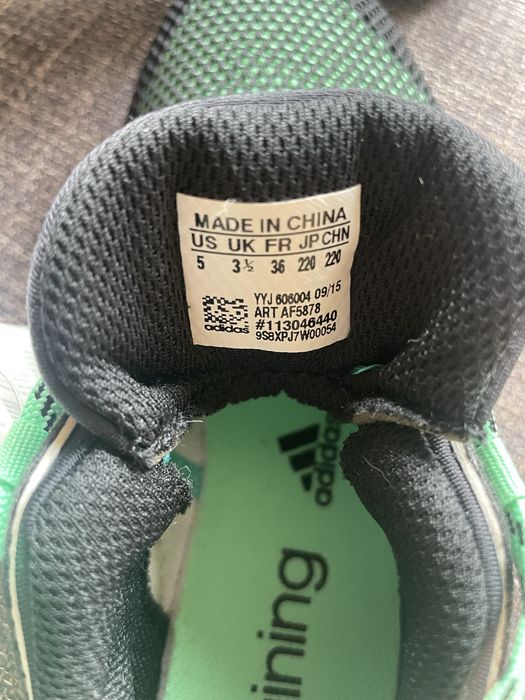 MADE IN CHINA
US UK FR JP CHN
5 3½ 36 220 220
YYJ 606004 09/15
ART AF5878
adidas #113046440
9S8XPJ7W00054
adidas
ining